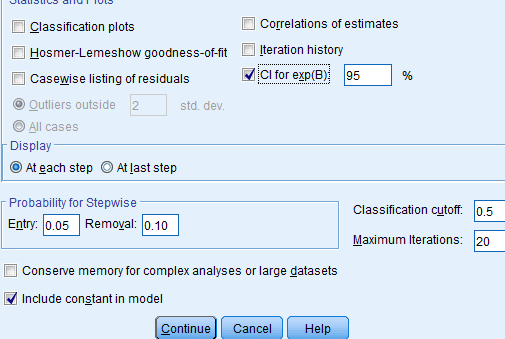 Statistics and Plots
Classification plots
Correlations of estimates
Hosmer-Lemeshow goodness-of-fit
Iteration history
Casewise listing of residuals
CI for exp(B) 95 %
Outliers outside 2 std. dev.
All cases
Display
At each step At last step
Probability for Stepwise
Entry: 0.05 Removal: 0.10
Classification cutoff: 0.5
Maximum Iterations: 20
Conserve memory for complex analyses or large datasets
Include constant in model
Continue Cancel Help